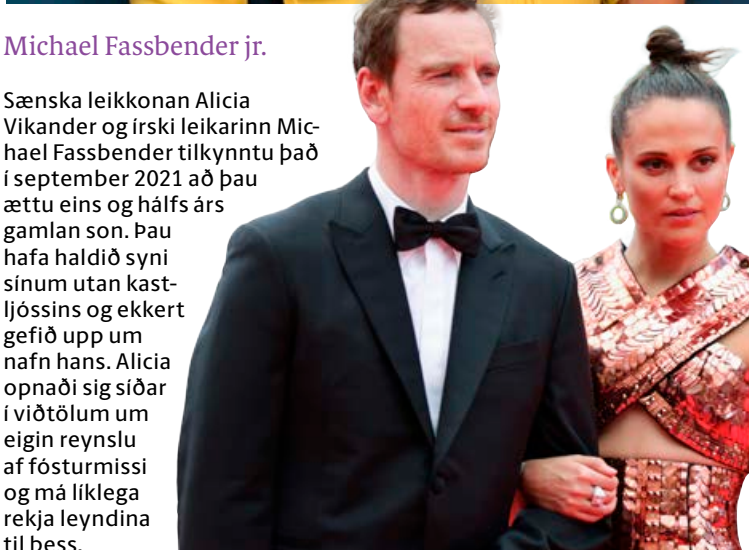 Michael Fassbender jr.
Sænska leikkonan Alicia
Vikander og írski leikarinn Mic-
hael Fassbender tilkynntu það
í september 2021 að þau
ættu eins og hálfs árs
gamlan son. Þau
hafa haldið syni
sínum utan kast-
ljóssins og ekkert
gefið upp um
nafn hans. Alicia
opnaði sig síðar
í viðtölum um
eigin reynslu
af fósturmissi
og má líklega
rekja leyndina
til þess.